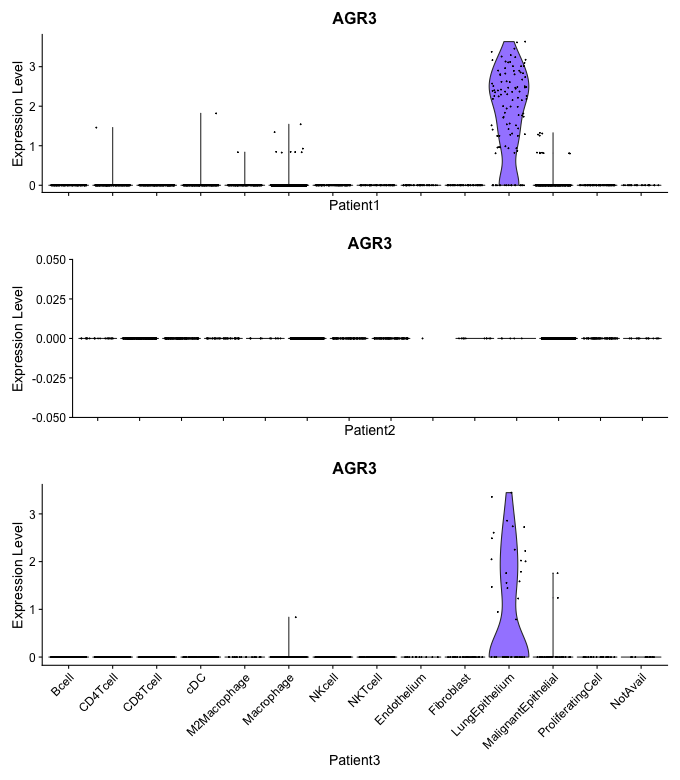 AGR3
Expression Level
3
2
1
0
Patient1
AGR3
Expression Level
0.050
0.025
0.000
-0.025
-0.050
Patient2
AGR3
Expression Level
3
2
1
0
Bcell
CD4Tcell
CD8Tcell
cDC
M2Macrophage
Macrophage
NKcell
NKTcell
Endothelium
Fibroblast
LungEpithelium
MalignantEpithelial
ProliferatingCell
NotAvail
Patient3